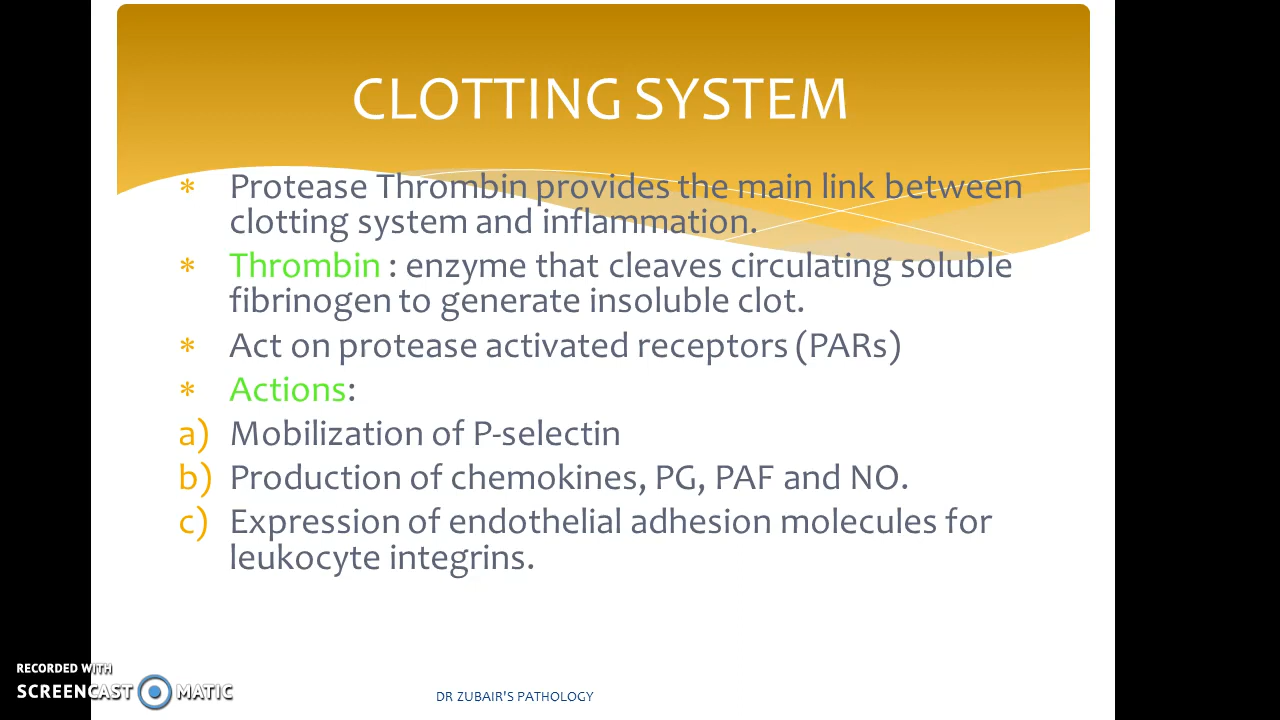 CLOTTING SYSTEM
* Protease Thrombin provides the main link between
clotting system and inflammation.
* Thrombin : enzyme that cleaves circulating soluble
fibrinogen to generate insoluble clot.
* Act on protease activated receptors (PARs)
* Actions:
a) Mobilization of P-selectin
b) Production of chemokines, PG, PAF and NO.
c) Expression of endothelial adhesion molecules for
leukocyte integrins.
RECORDED WITH
SCREENCAST MATIC
DR ZUBAIR'S PATHOLOGY